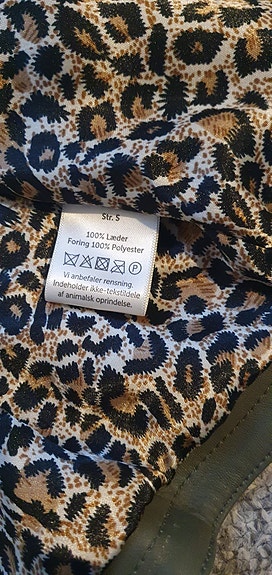 Str. S
100% Læder
Foring 100% Polyester
P
Vi anbefaler rensning.
Indeholder ikke-tekstildele
af animalsk oprindelse.